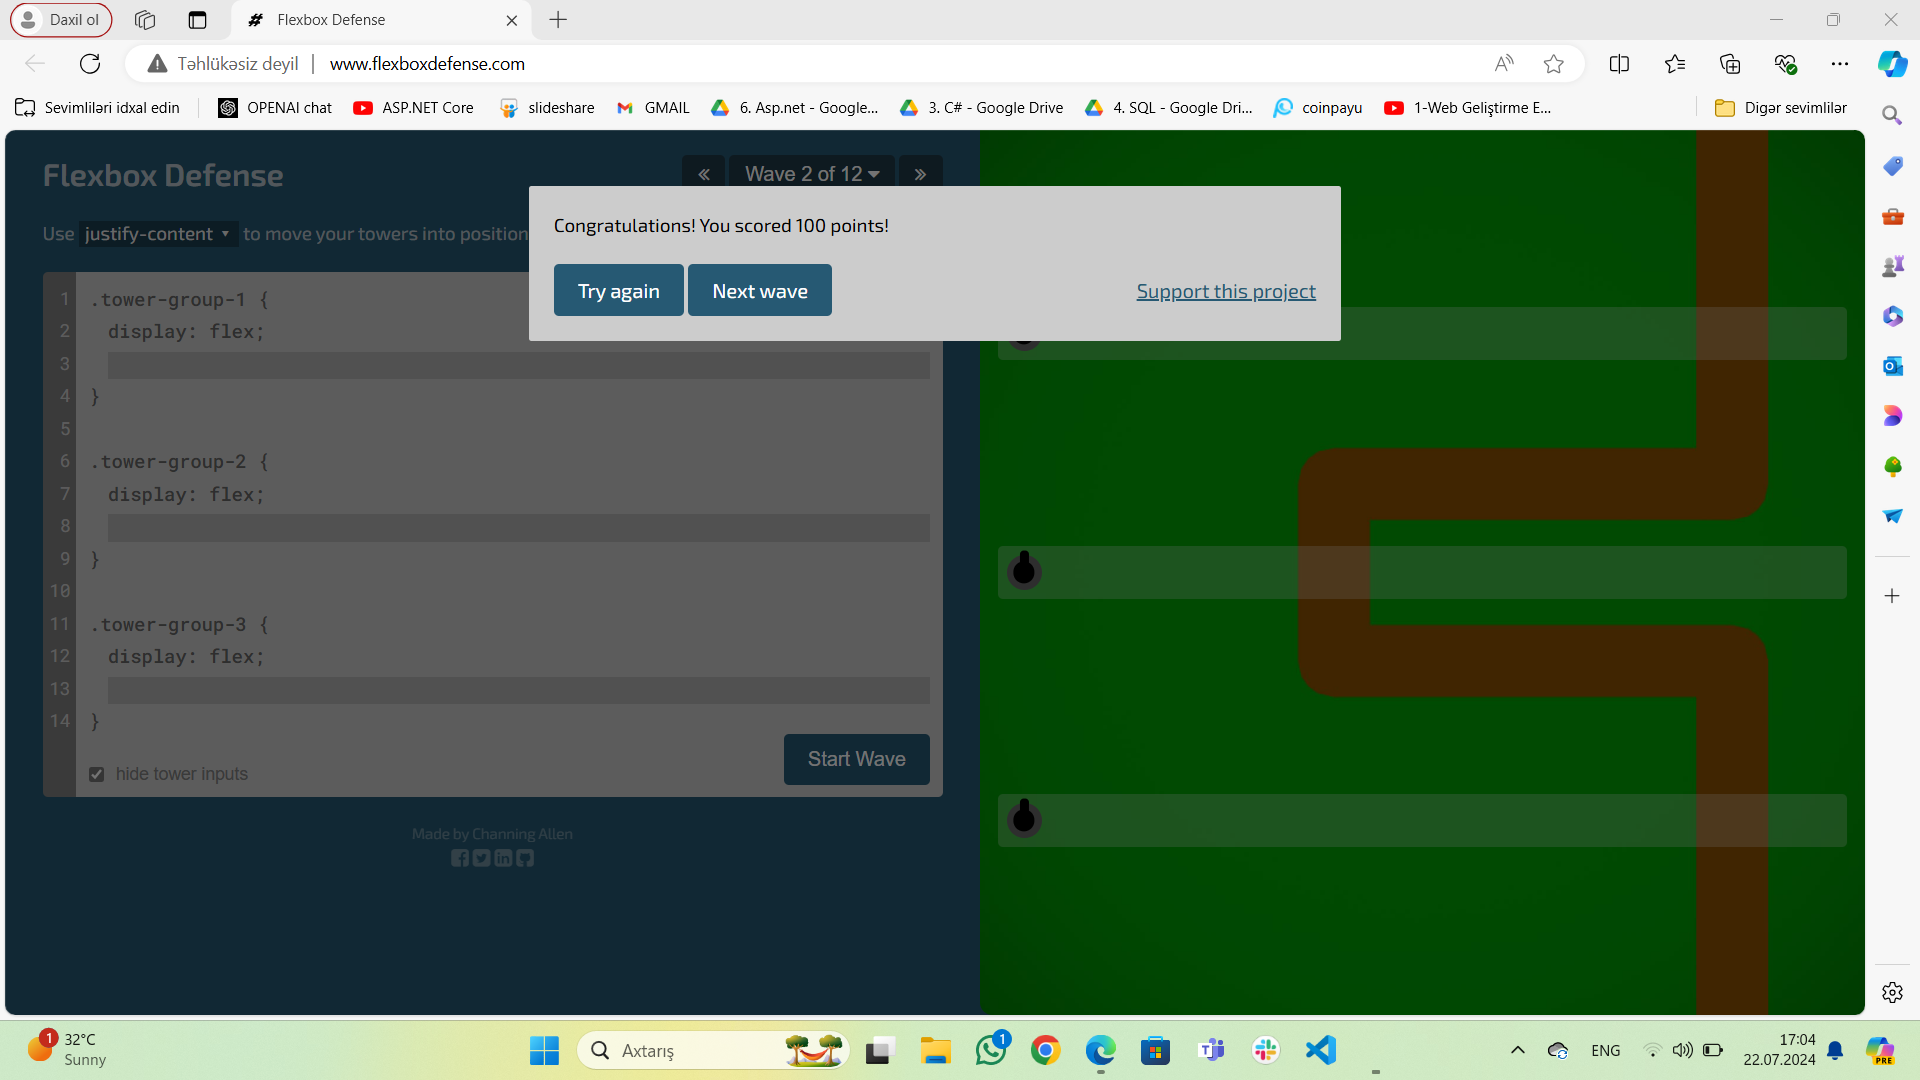 Daxil ol
Flexbox Defense
Təhlükəsiz deyil
www.flexboxdefense.com
Sevimliləri idxal edin
OPENAI chat
ASP.NET Core
slideshare
GMAIL
6. Asp.net - Google...
3. C# - Google Drive
4. SQL - Google Dri...
coinpayu
1-Web Geliştirme E...
Digər sevimlilər
Flexbox Defense
« Wave 2 of 12 »
Use justify-content to move your towers into position
Congratulations! You scored 100 points!
Try again
Next wave
Support this project
1 .tower-group-1 {
2 display: flex;
3
4 }
5
6 .tower-group-2 {
7 display: flex;
8
9 }
10
11 .tower-group-3 {
12 display: flex;
13
14 }
hide tower inputs
Start Wave
Made by Channing Allen
1
32°C
Sunny
Axtarış
1
ENG
17:04
22.07.2024
PRE